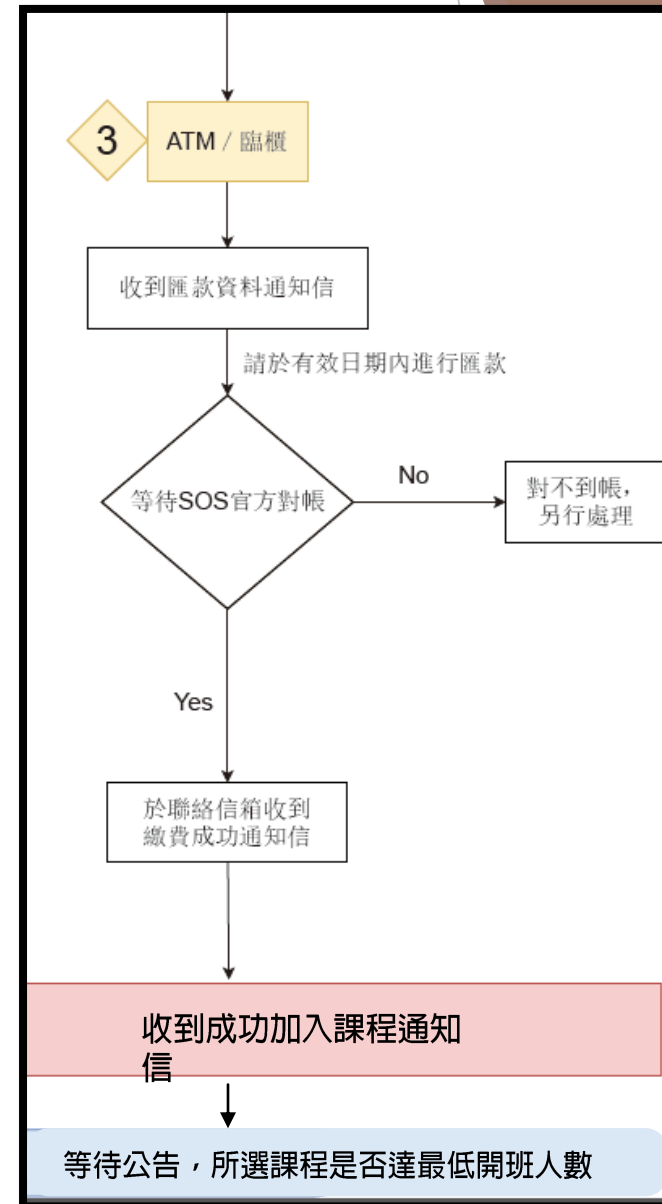 3
ATM / 臨櫃
收到匯款資料通知信
請於有效日期內進行匯款
等待SOS官方對帳
No
對不到帳，
另行處理
Yes
於聯絡信箱收到
繳費成功通知信
收到成功加入課程通知
信
等待公告，所選課程是否達最低開班人數